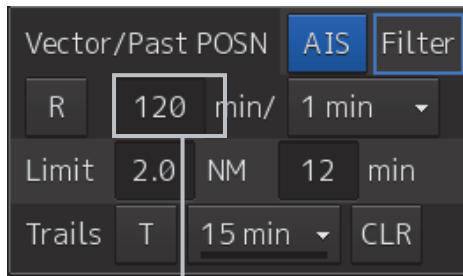 Vector/Past POSN AIS Filter
R 120 min/ 1 min
Limit 2.0 NM 12 min
Trails T 15 min CLR